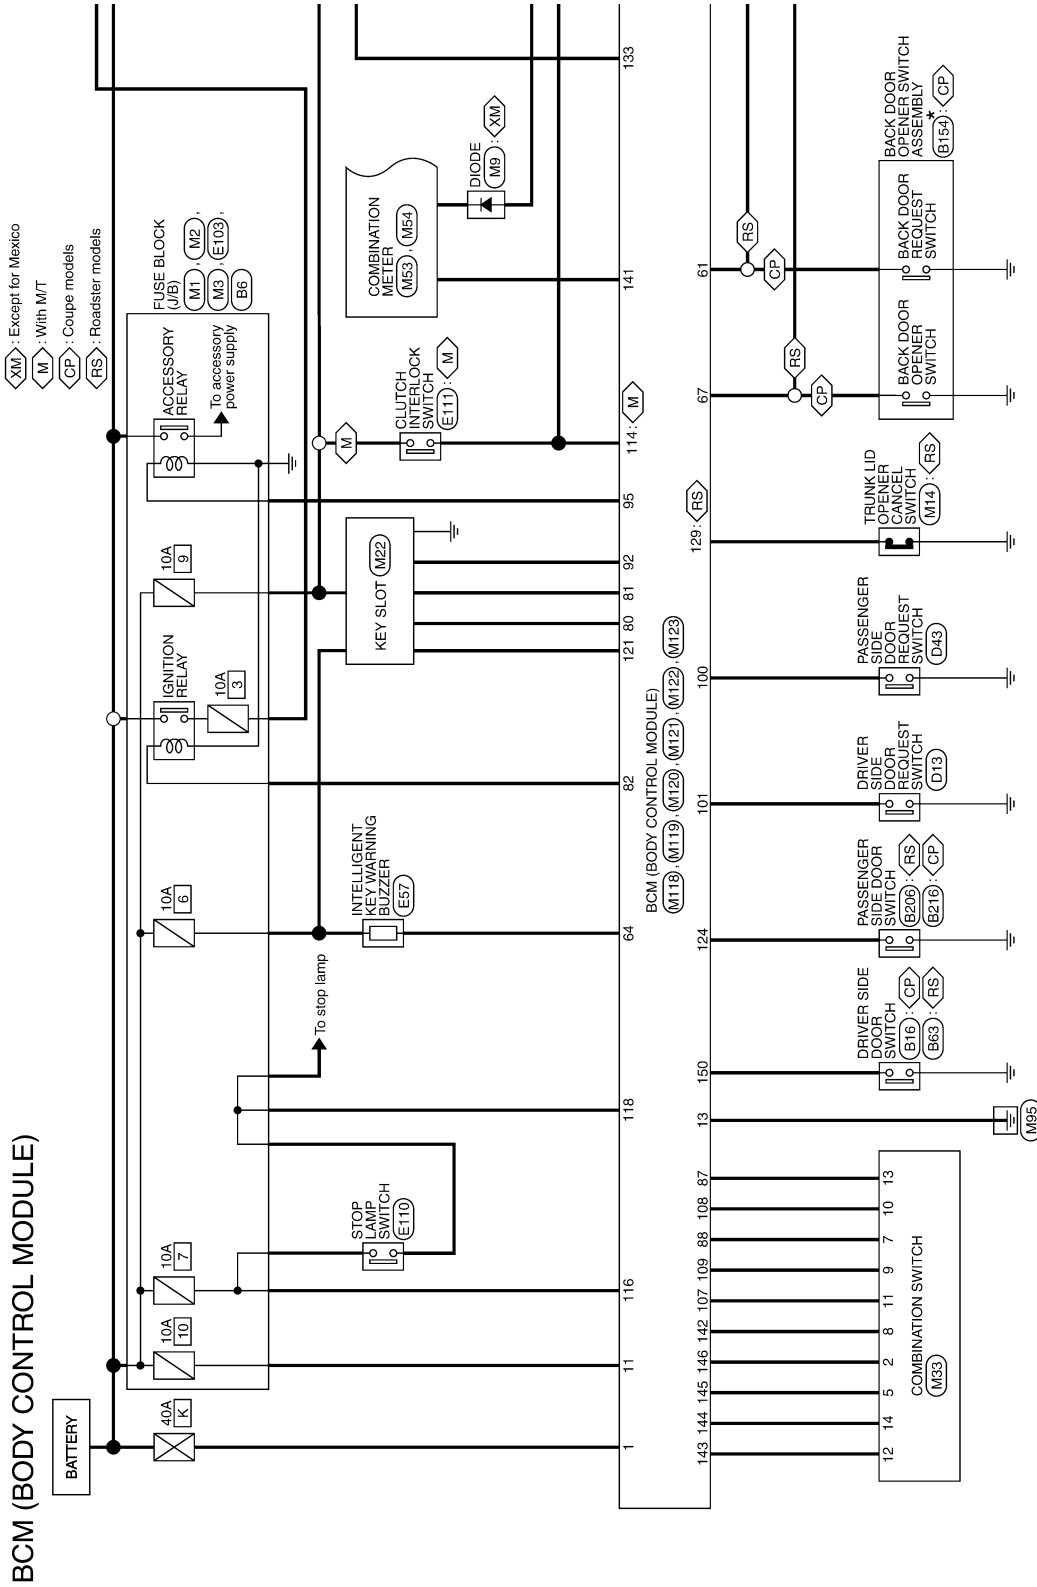 BCM (BODY CONTROL MODULE)
XM : Except for Mexico
M : With M/T
CP : Coupe models
RS : Roadster models
BATTERY
40A
K
10A
10
10A
7
10A
6
IGNITION
RELAY
10A
3
10A
9
ACCESSORY
RELAY
To accessory
power supply
FUSE BLOCK
(J/B)
M1 , M2 ,
M3 , E103 ,
B6
STOP
LAMP
SWITCH
E110
To stop lamp
INTELLIGENT
KEY WARNING
BUZZER
E57
KEY SLOT M22
M
CLUTCH
INTERLOCK
SWITCH
E111 : M
COMBINATION
METER
M53 , M54
DIODE
M9 : XM
1
11
116
118
64
82
121
80
81
92
95
114: M
141
133
BCM (BODY CONTROL MODULE)
M118 , M119 , M120 , M121 , M122 , M123
143
144
145
146
142
107
109
88
108
87
13
150
124
101
100
129: RS
67
61
12
14
5
2
8
11
9
7
10
13
COMBINATION SWITCH
M33
M95
DRIVER SIDE
DOOR
SWITCH
B16 : CP
B63 : RS
PASSENGER
SIDE DOOR
SWITCH
B206 : RS
B216 : CP
DRIVER
SIDE
DOOR
REQUEST
SWITCH
D13
PASSENGER
SIDE
DOOR
REQUEST
SWITCH
D43
TRUNK LID
OPENER
CANCEL
SWITCH
M14 : RS
RS
CP
RS
CP
BACK DOOR
OPENER
SWITCH
BACK DOOR
REQUEST
SWITCH
BACK DOOR
OPENER SWITCH
ASSEMBLY
B154 * : CP